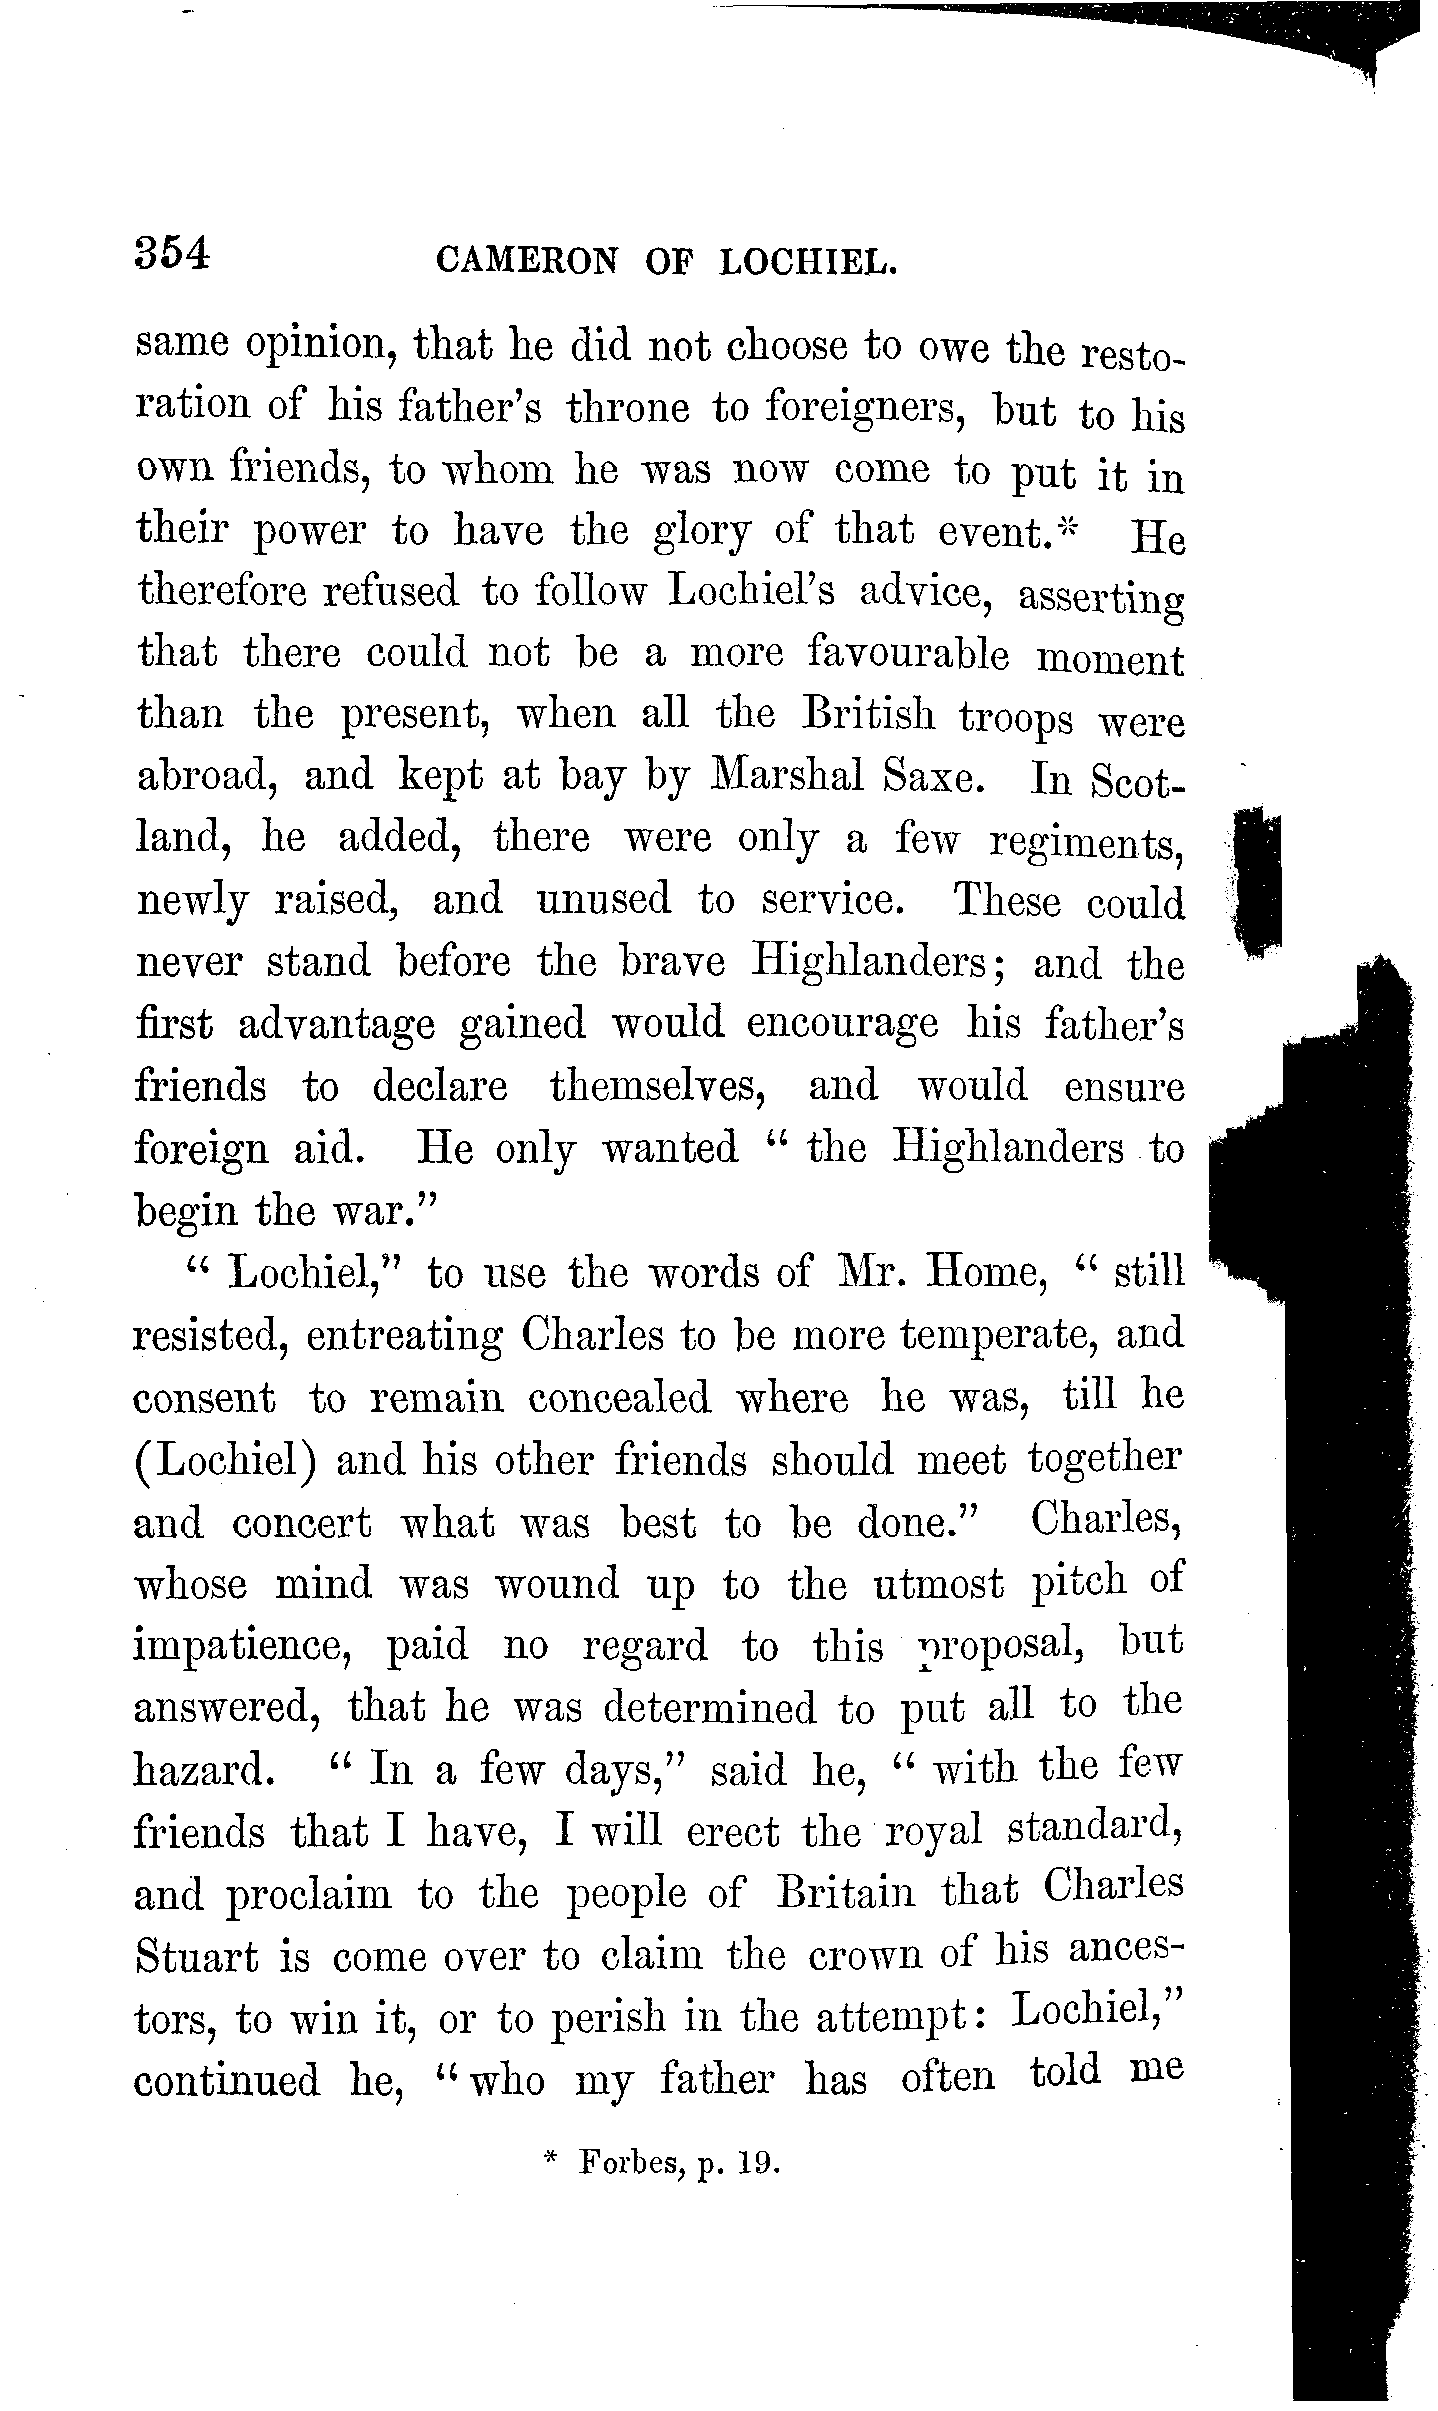 354 CAMERON OF LOCHIEL.
same opinion, that he did not choose to owe the resto-
ration of his father's throne to foreigners, but to his
own friends, to whom he was now come to put it in
their power to have the glory of that event.* He
therefore refused to follow Lochiel's advice, asserting
that there could not be a more favourable moment
than the present, when all the British troops were
abroad, and kept at bay by Marshal Saxe. In Scot-
land, he added, there were only a few regiments,
newly raised, and unused to service. These could
never stand before the brave Highlanders; and the
first advantage gained would encourage his father's
friends to declare themselves, and would ensure
foreign aid. He only wanted " the Highlanders to
begin the war."
" Lochiel," to use the words of Mr. Home, " still
resisted, entreating Charles to be more temperate, and
consent to remain concealed where he was, till he
(Lochiel) and his other friends should meet together
and concert what was best to be done." Charles,
whose mind was wound up to the utmost pitch of
impatience, paid no regard to this proposal, but
answered, that he was determined to put all to the
hazard. " In a few days," said he, " with the few
friends that I have, I will erect the royal standard,
and proclaim to the people of Britain that Charles
Stuart is come over to claim the crown of his ances-
tors, to win it, or to perish in the attempt: Lochiel,"
continued he, " who my father has often told me
* Forbes, p. 19.